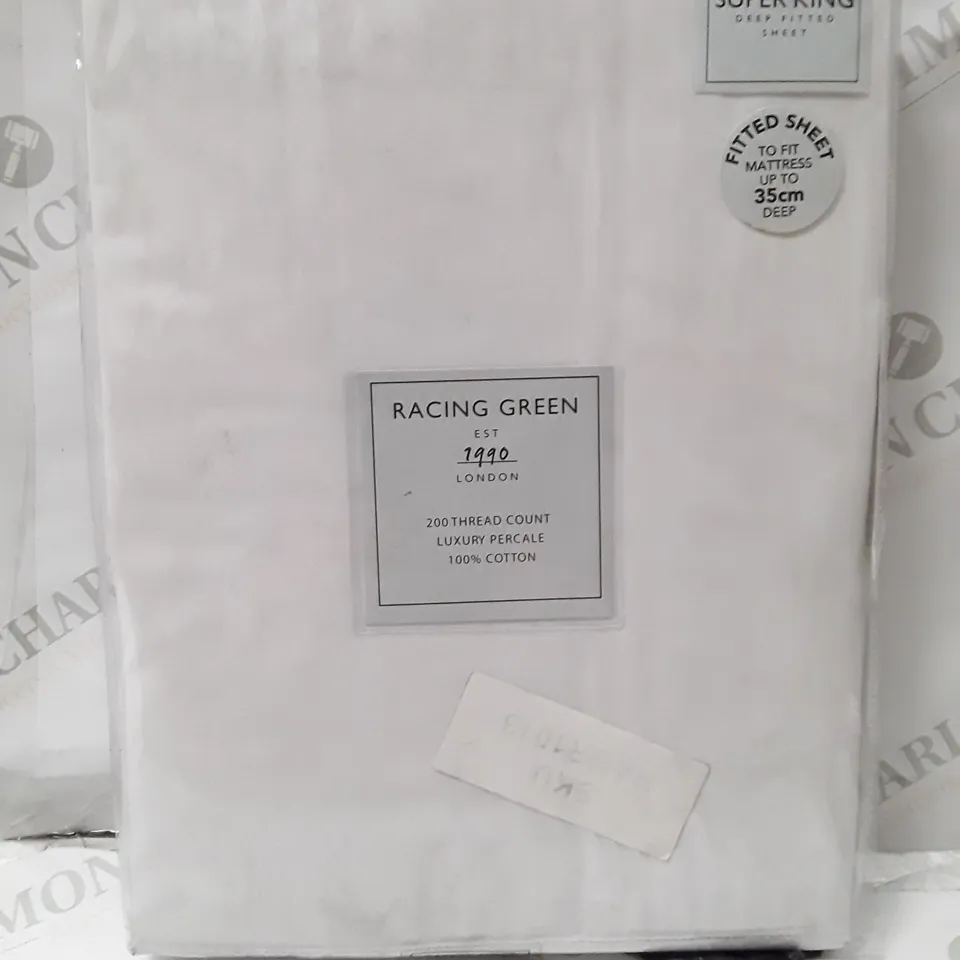 SUPER KING
DEEP FITTED
SHEET
FITTED SHEET
TO FIT
MATTRESS
UP TO
35cm
DEEP
RACING GREEN
EST
1990
LONDON
200 THREAD COUNT
LUXURY PERCALE
100% COTTON